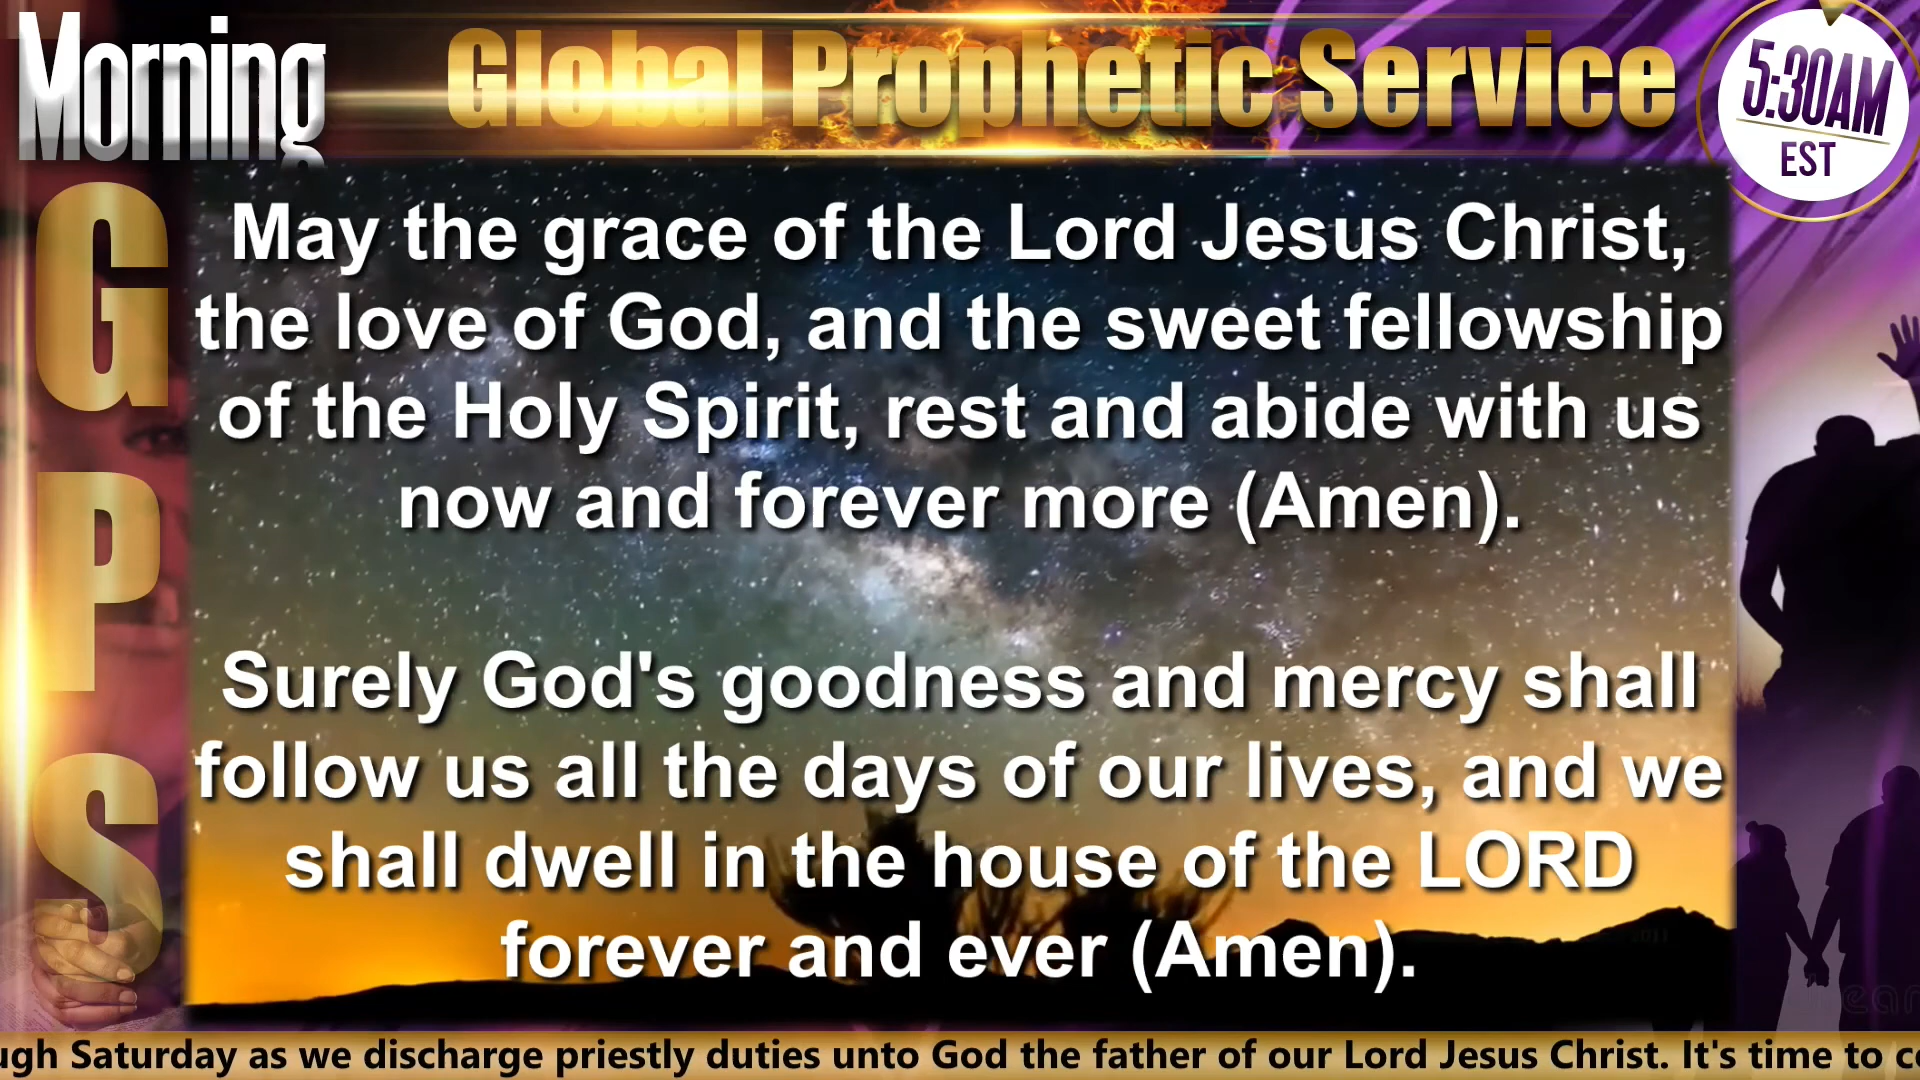 Morning
Global Prophetic Service
5:30AM
EST
G
P
S
May the grace of the Lord Jesus Christ,
the love of God, and the sweet fellowship
of the Holy Spirit, rest and abide with us
now and forever more (Amen).
Surely God's goodness and mercy shall
follow us all the days of our lives, and we
shall dwell in the house of the LORD
forever and ever (Amen).
Saturday as we discharge priestly duties unto God the father of our Lord Jesus Christ. It's time to